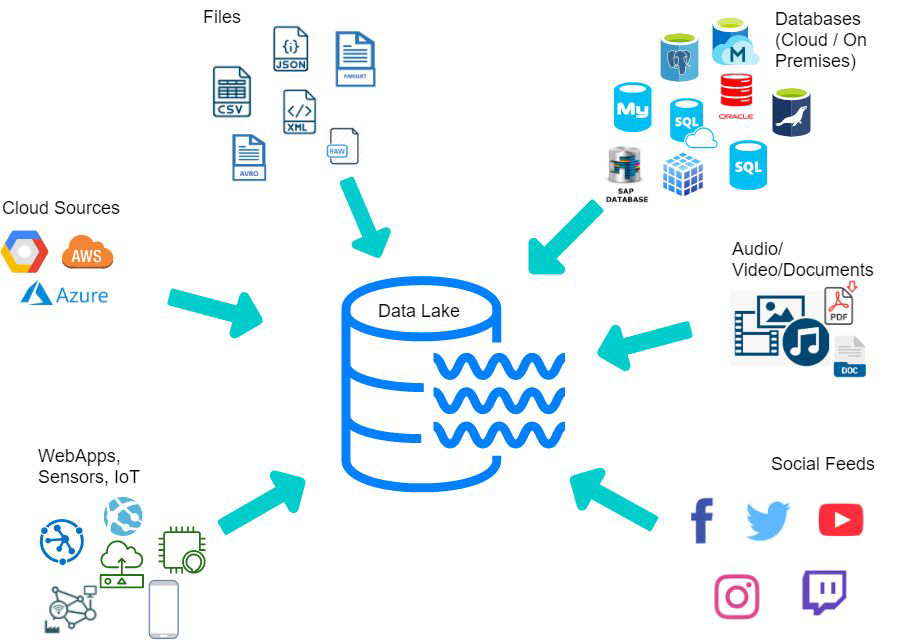 Files
{i}
JSON
PARQUET
CSV
</>
XML
AVRO
RAW
Databases
(Cloud / On
Premises)
M
My
SQL
ORACLE
SQL
SAP
DATABASE
Cloud Sources
AWS
Azure
Data Lake
Audio/
Video/Documents
PDF
DOC
WebApps,
Sensors, IoT
Social Feeds